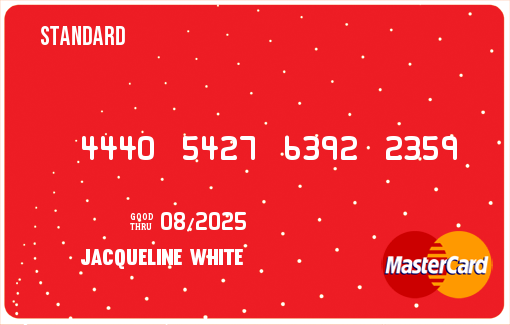 STANDARD
4440 5427 6392 2359
GOOD THRU 08/2025
JACQUELINE WHITE
MasterCard